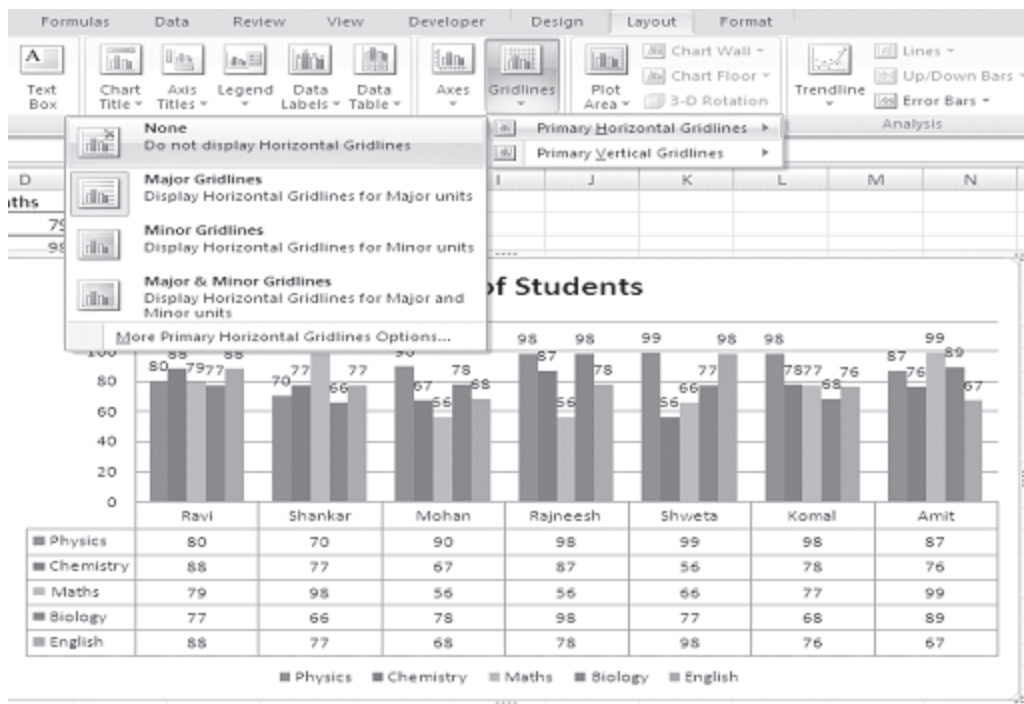 Formulas Data Review View Developer Design Layout Format
Text Box Chart Title Axis Titles Legend Data Labels Data Table Axes Gridlines Plot Area Chart Wall Chart Floor 3-D Rotation Trendline Lines Up/Down Bars Error Bars
Analysis
None
Do not display Horizontal Gridlines
Major Gridlines
Display Horizontal Gridlines for Major units
Minor Gridlines
Display Horizontal Gridlines for Minor units
Major & Minor Gridlines
Display Horizontal Gridlines for Major and
Minor units
More Primary Horizontal Gridlines Options...
Primary Horizontal Gridlines
Primary Vertical Gridlines
D I J K L M N
79
98
of Students
100
80
60
40
20
0
80 88 79 77 88
70 77 66 77
90 67 56 78 68
98 87 56 98 78
99 56 66 77 98
98 78 77 68 76
87 76 99 89 67
Ravi Shankar Mohan Rajneesh Shweta Komal Amit
Physics 80 70 90 98 99 98 87
Chemistry 88 77 67 87 56 78 76
Maths 79 98 56 56 66 77 99
Biology 77 66 78 98 77 68 89
English 88 77 68 78 98 76 67
Physics Chemistry Maths Biology English